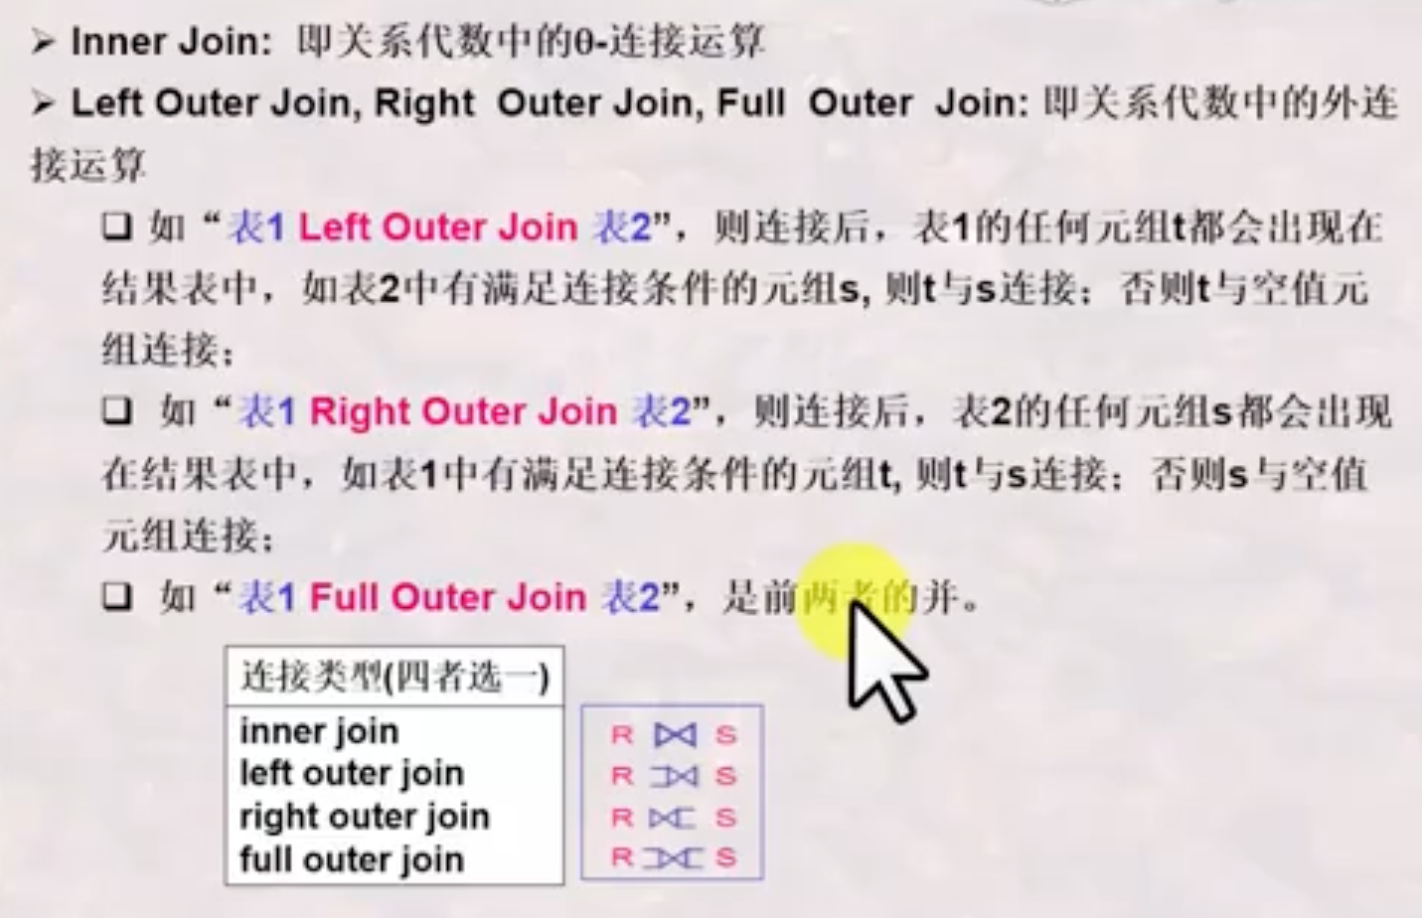 ➢ Inner Join: 即关系代数中的θ-连接运算
➢ Left Outer Join, Right Outer Join, Full Outer Join: 即关系代数中的外连
接运算
❑ 如“表1 Left Outer Join 表2”，则连接后，表1的任何元组t都会出现在
结果表中，如表2中有满足连接条件的元组s, 则t与s连接；否则t与空值元
组连接；
❑ 如“表1 Right Outer Join 表2”，则连接后，表2的任何元组s都会出现
在结果表中，如表1中有满足连接条件的元组t, 则t与s连接；否则s与空值
元组连接；
❑ 如“表1 Full Outer Join 表2”，是前两者的并。
连接类型(四者选一)
inner join
left outer join
right outer join
full outer join
R ⋈ S
R ⟕ S
R ⟖ S
R ⟗ S